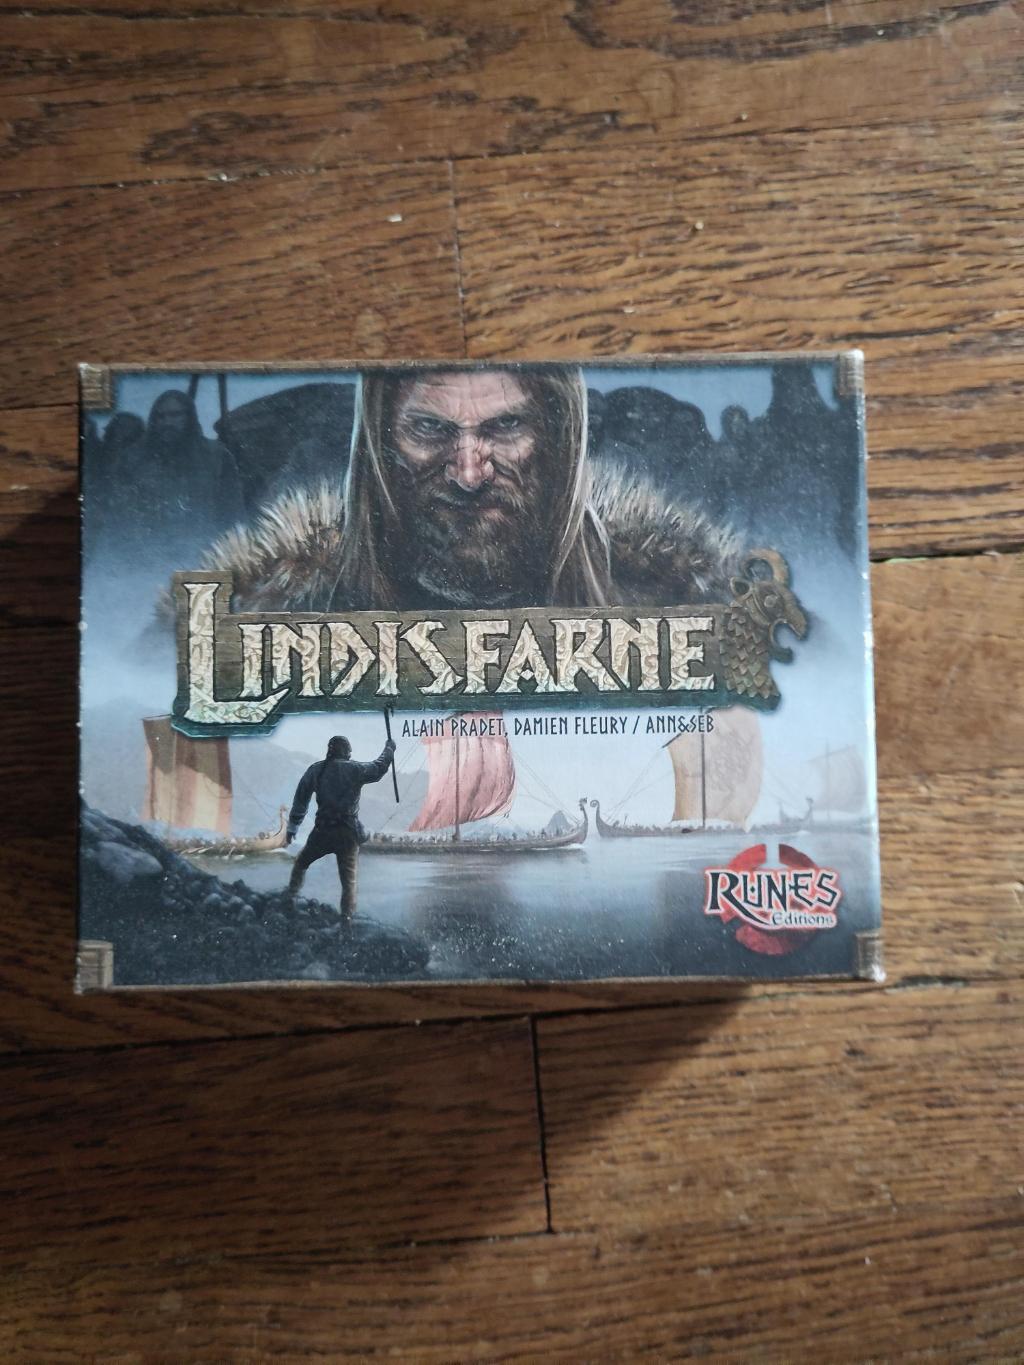 LINDISFARNE
ALAIN PRADET, DAMIEN FLEURY / ANN&SEB
RUNES
Editions